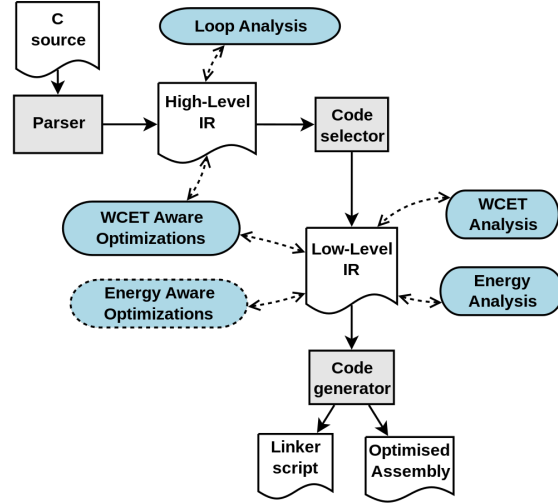 C
source
Loop Analysis
Parser
High-Level
IR
Code
selector
WCET Aware
Optimizations
WCET
Analysis
Low-Level
IR
Energy Aware
Optimizations
Energy
Analysis
Code
generator
Linker
script
Optimised
Assembly